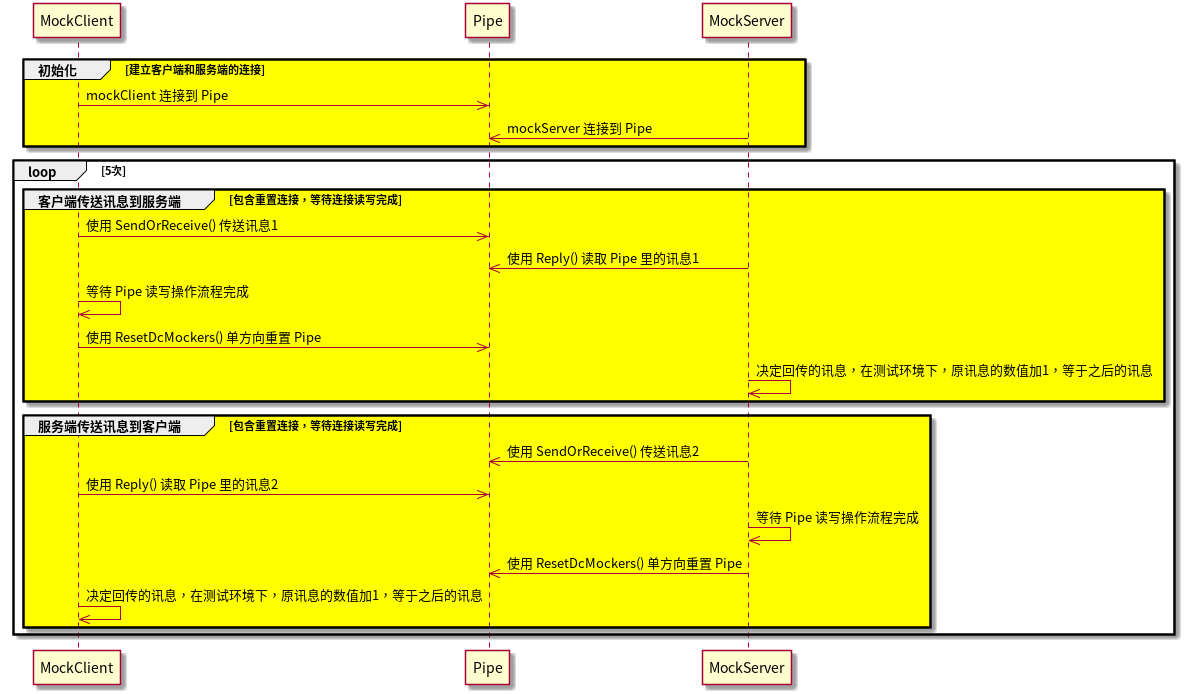 MockClient
Pipe
MockServer
初始化
[建立客户端和服务端的连接]
mockClient 连接到 Pipe
mockServer 连接到 Pipe
loop
[5次]
客户端传送讯息到服务端
[包含重置连接，等待连接读写完成]
使用 SendOrReceive() 传送讯息1
使用 Reply() 读取 Pipe 里的讯息1
等待 Pipe 读写操作流程完成
使用 ResetDcMockers() 单方向重置 Pipe
决定回传的讯息，在测试环境下，原讯息的数值加1，等于之后的讯息
服务端传送讯息到客户端
[包含重置连接，等待连接读写完成]
使用 SendOrReceive() 传送讯息2
使用 Reply() 读取 Pipe 里的讯息2
等待 Pipe 读写操作流程完成
使用 ResetDcMockers() 单方向重置 Pipe
决定回传的讯息，在测试环境下，原讯息的数值加1，等于之后的讯息
MockClient
Pipe
MockServer